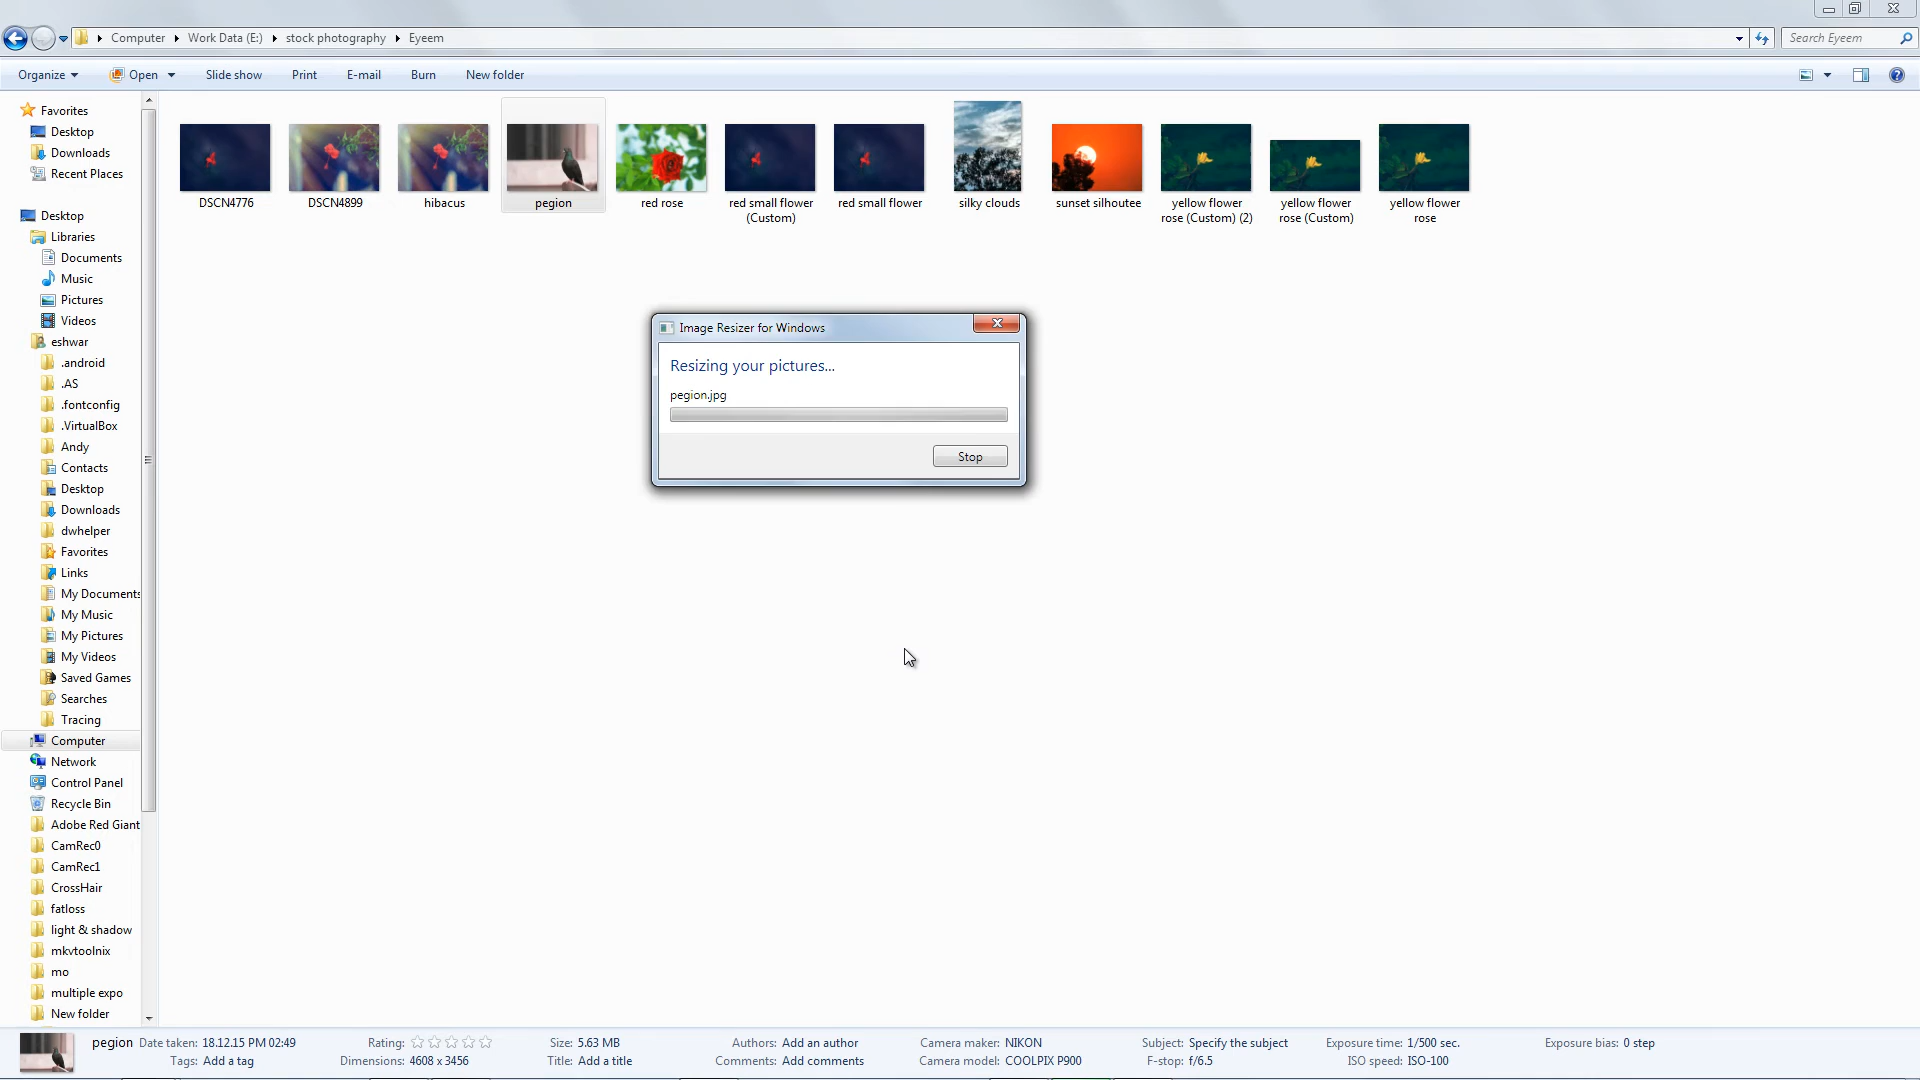 Computer Work Data (E:) stock photography Eyeem
Search Eyeem
Organize Open Slide show Print E-mail Burn New folder
Favorites
Desktop
Downloads
Recent Places
Desktop
Libraries
Documents
Music
Pictures
Videos
eshwar
.android
.AS
.fontconfig
.VirtualBox
Andy
Contacts
Desktop
Downloads
dwhelper
Favorites
Links
My Documents
My Music
My Pictures
My Videos
Saved Games
Searches
Tracing
Computer
Network
Control Panel
Recycle Bin
Adobe Red Giant
CamRec0
CamRec1
CrossHair
fatloss
light & shadow
mkvtoolnix
mo
multiple expo
New folder
DSCN4776
DSCN4899
hibacus
pegion
red rose
red small flower
(Custom)
red small flower
silky clouds
sunset silhoutee
yellow flower
rose (Custom) (2)
yellow flower
rose (Custom)
yellow flower
rose
Image Resizer for Windows
Resizing your pictures...
pegion.jpg
Stop
pegion Date taken: 18.12.15 PM 02:49 Rating: Size: 5.63 MB Authors: Add an author Camera maker: NIKON Subject: Specify the subject Exposure time: 1/500 sec. Exposure bias: 0 step
Tags: Add a tag Dimensions: 4608 x 3456 Title: Add a title Comments: Add comments Camera model: COOLPIX P900 F-stop: f/6.5 ISO speed: ISO-100